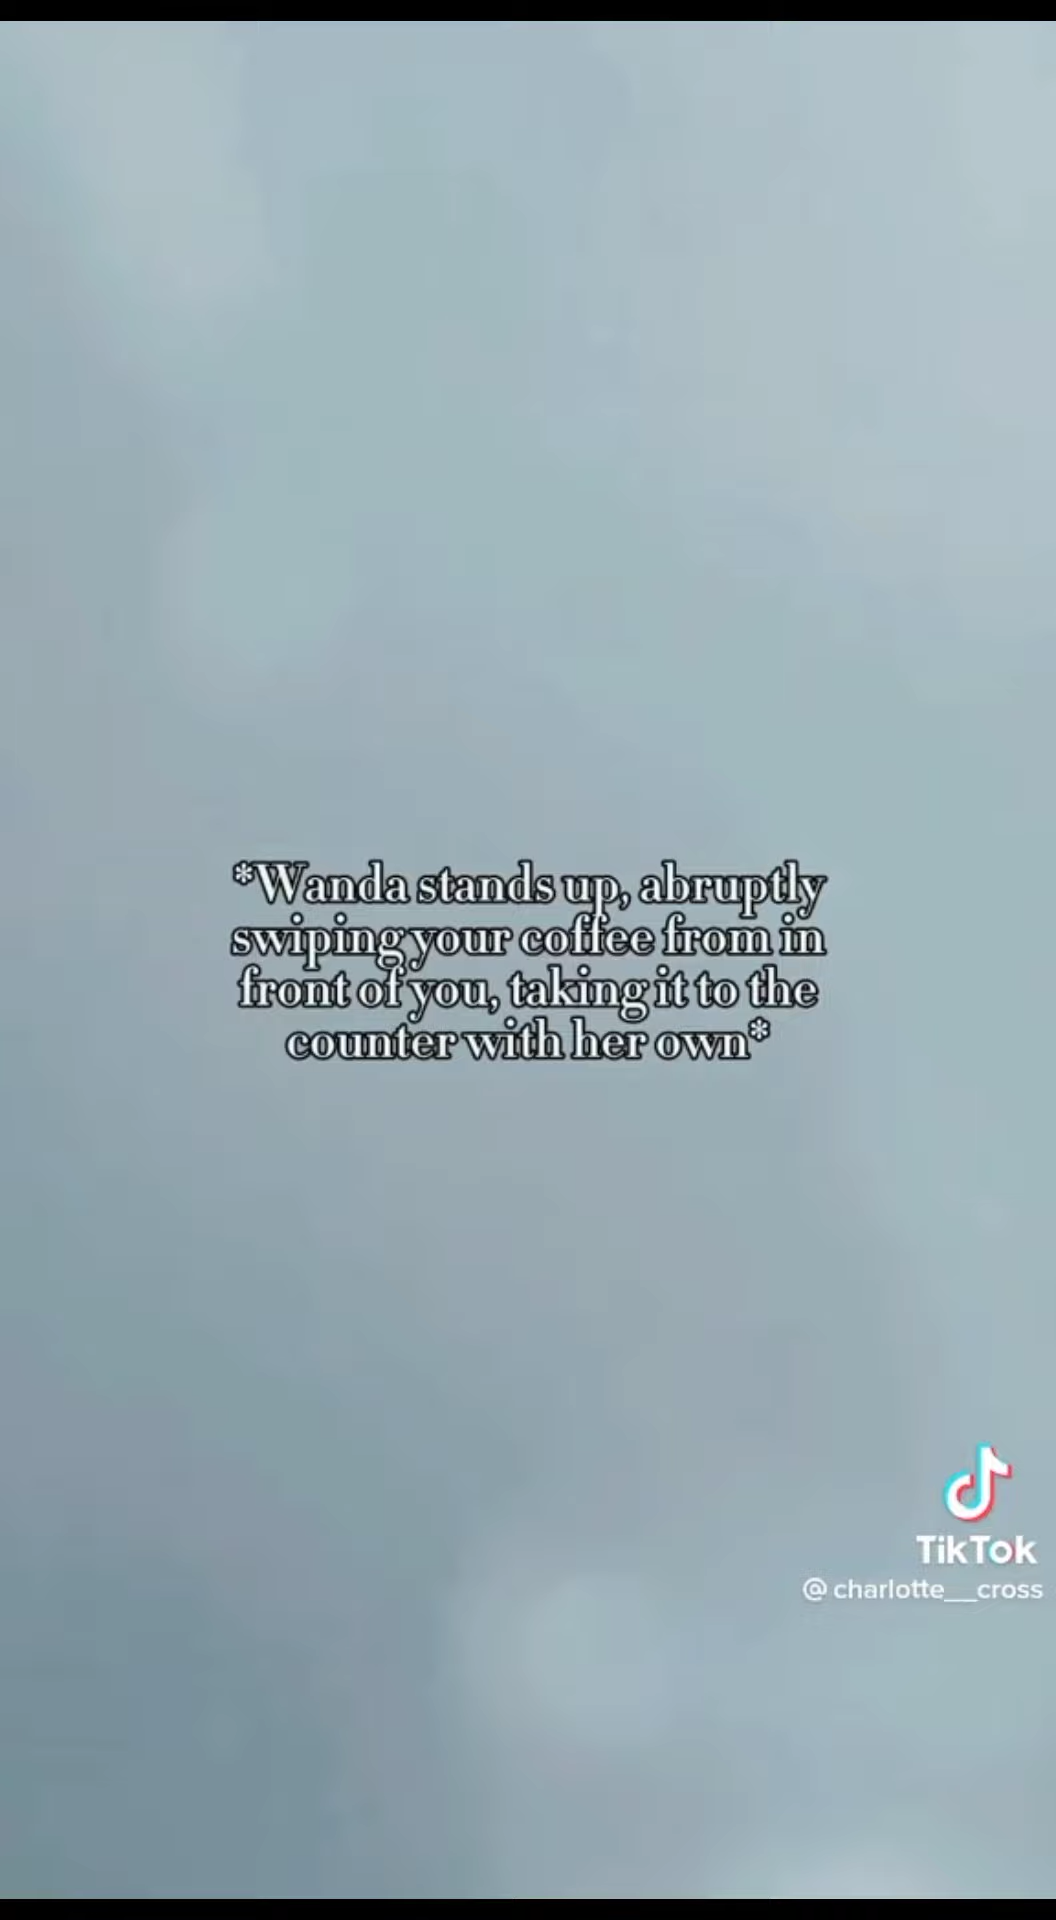 *Wanda stands up, abruptly
swiping your coffee from in
front of you, taking it to the
counter with her own*
TikTok
@charlotte__cross